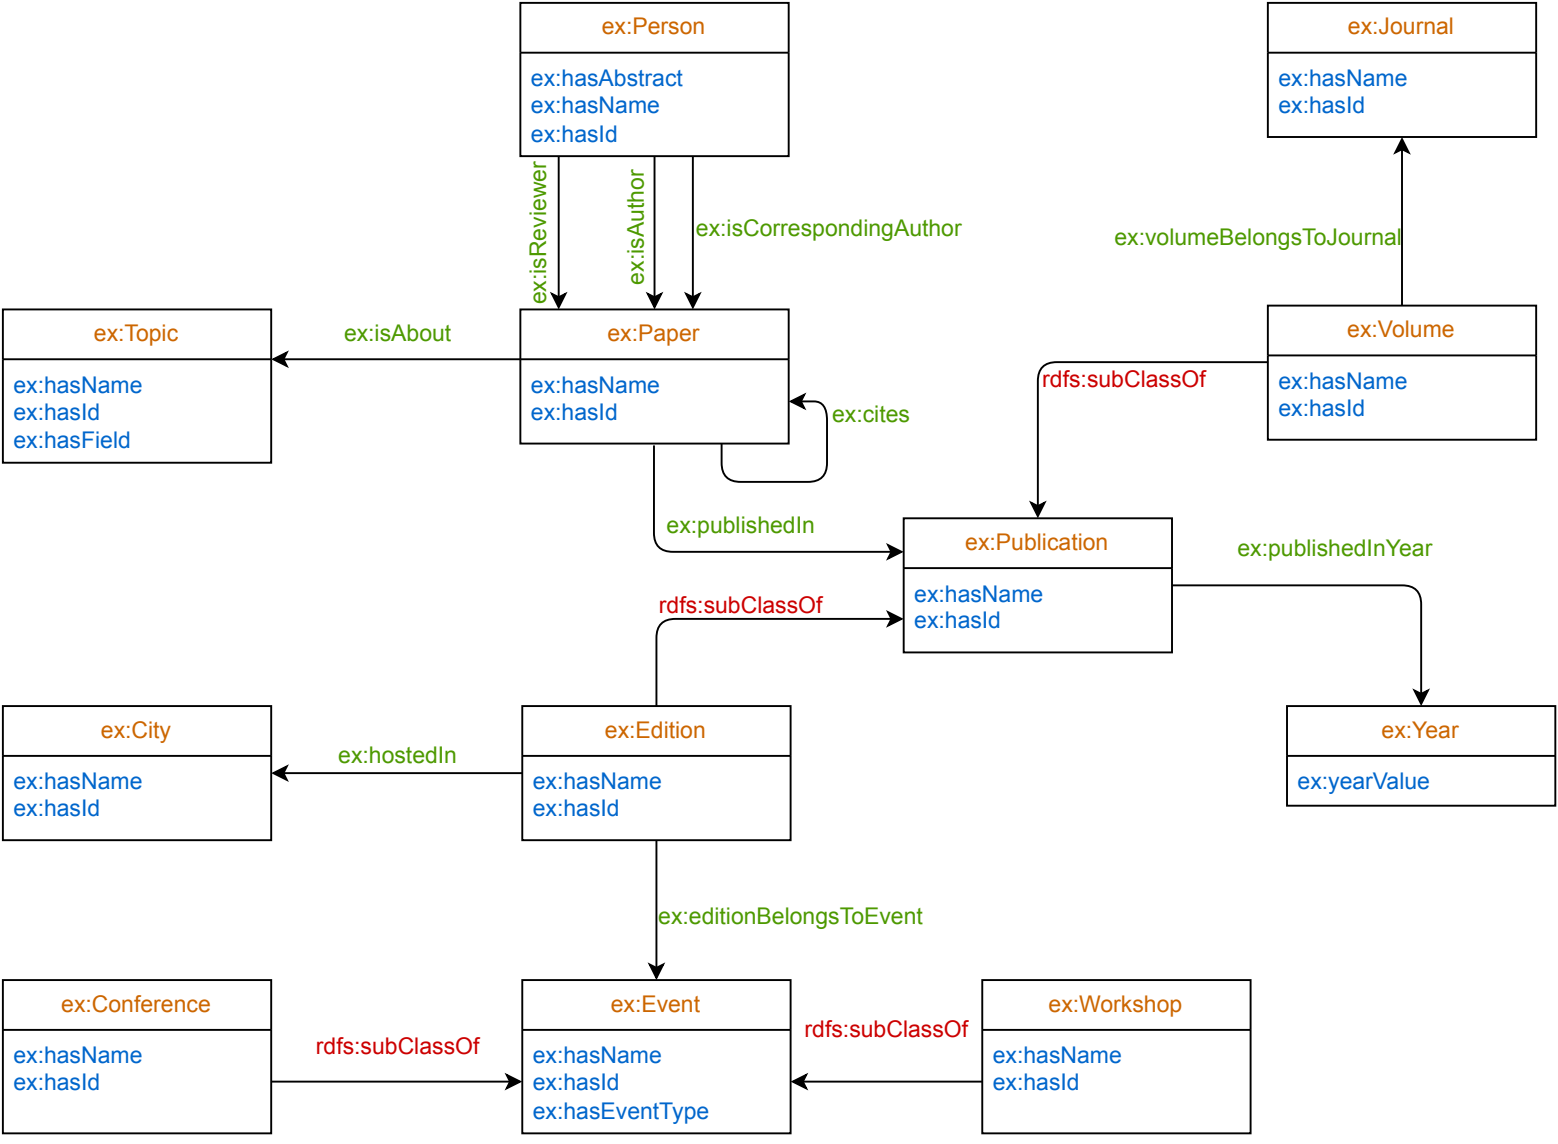 ex:Person
ex:hasAbstract
ex:hasName
ex:hasId
ex:Journal
ex:hasName
ex:hasId
ex:isReviewer
ex:isAuthor
ex:isCorrespondingAuthor
ex:volumeBelongsToJournal
ex:Topic
ex:hasName
ex:hasId
ex:hasField
ex:isAbout
ex:Paper
ex:hasName
ex:hasId
ex:cites
ex:Volume
ex:hasName
ex:hasId
rdfs:subClassOf
ex:publishedIn
ex:Publication
ex:hasName
ex:hasId
ex:publishedInYear
rdfs:subClassOf
ex:City
ex:hasName
ex:hasId
ex:hostedIn
ex:Edition
ex:hasName
ex:hasId
ex:Year
ex:yearValue
ex:editionBelongsToEvent
ex:Conference
ex:hasName
ex:hasId
rdfs:subClassOf
ex:Event
ex:hasName
ex:hasId
ex:hasEventType
rdfs:subClassOf
ex:Workshop
ex:hasName
ex:hasId